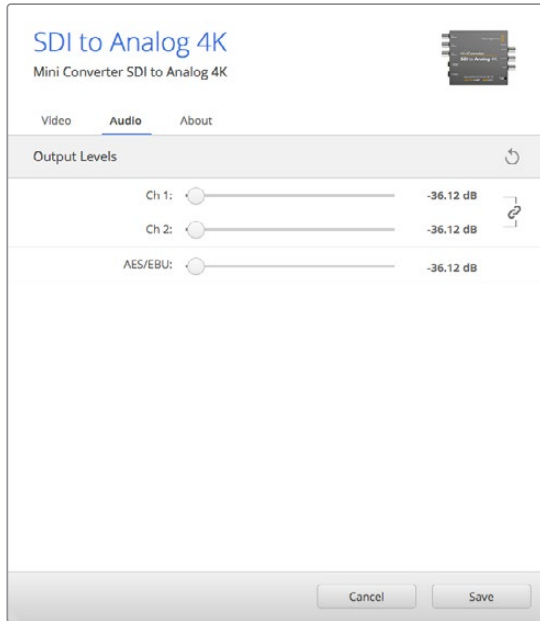 SDI to Analog 4K
Mini Converter SDI to Analog 4K
Video Audio About
Output Levels
Ch 1: -36.12 dB
Ch 2: -36.12 dB
AES/EBU: -36.12 dB
Cancel Save